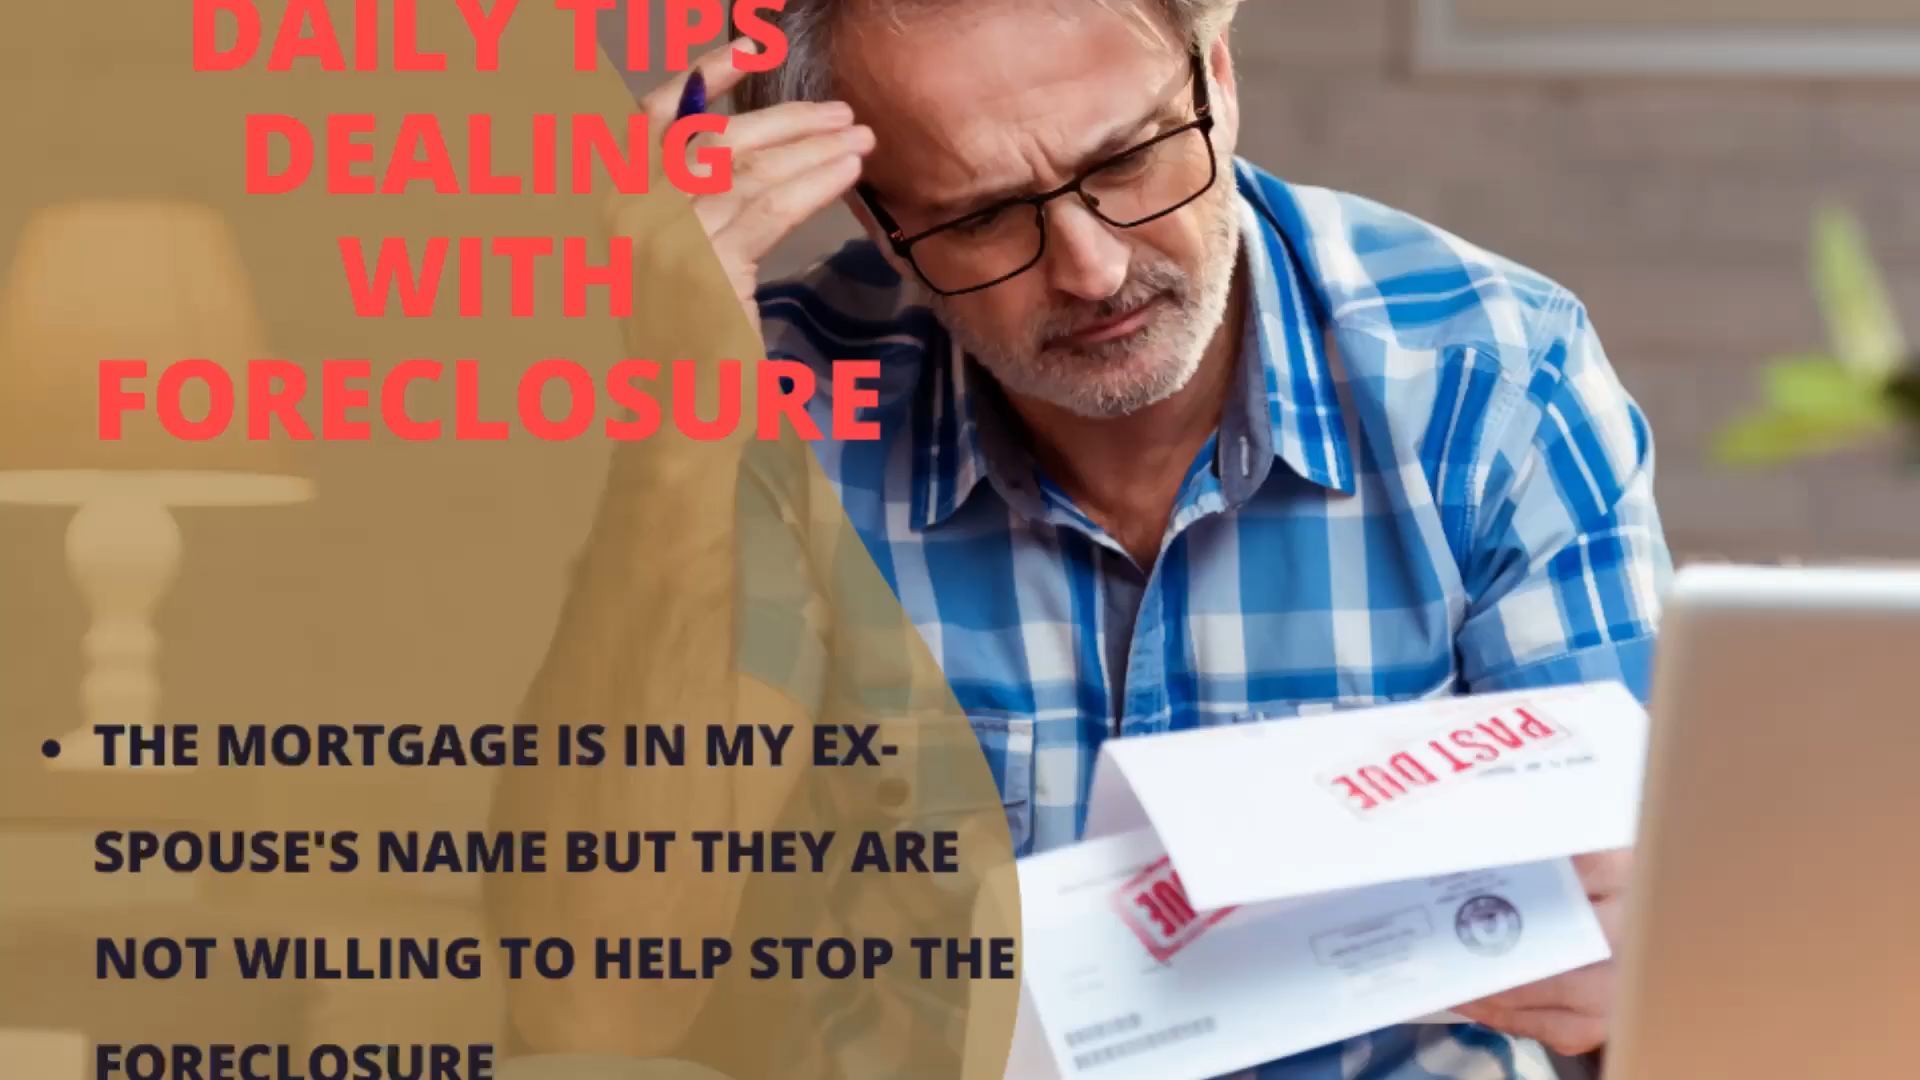 DAILY TIPS
DEALING
WITH
FORECLOSURE
• THE MORTGAGE IS IN MY EX-
SPOUSE'S NAME BUT THEY ARE
NOT WILLING TO HELP STOP THE
FORECLOSURE
PAST DUE
DUE